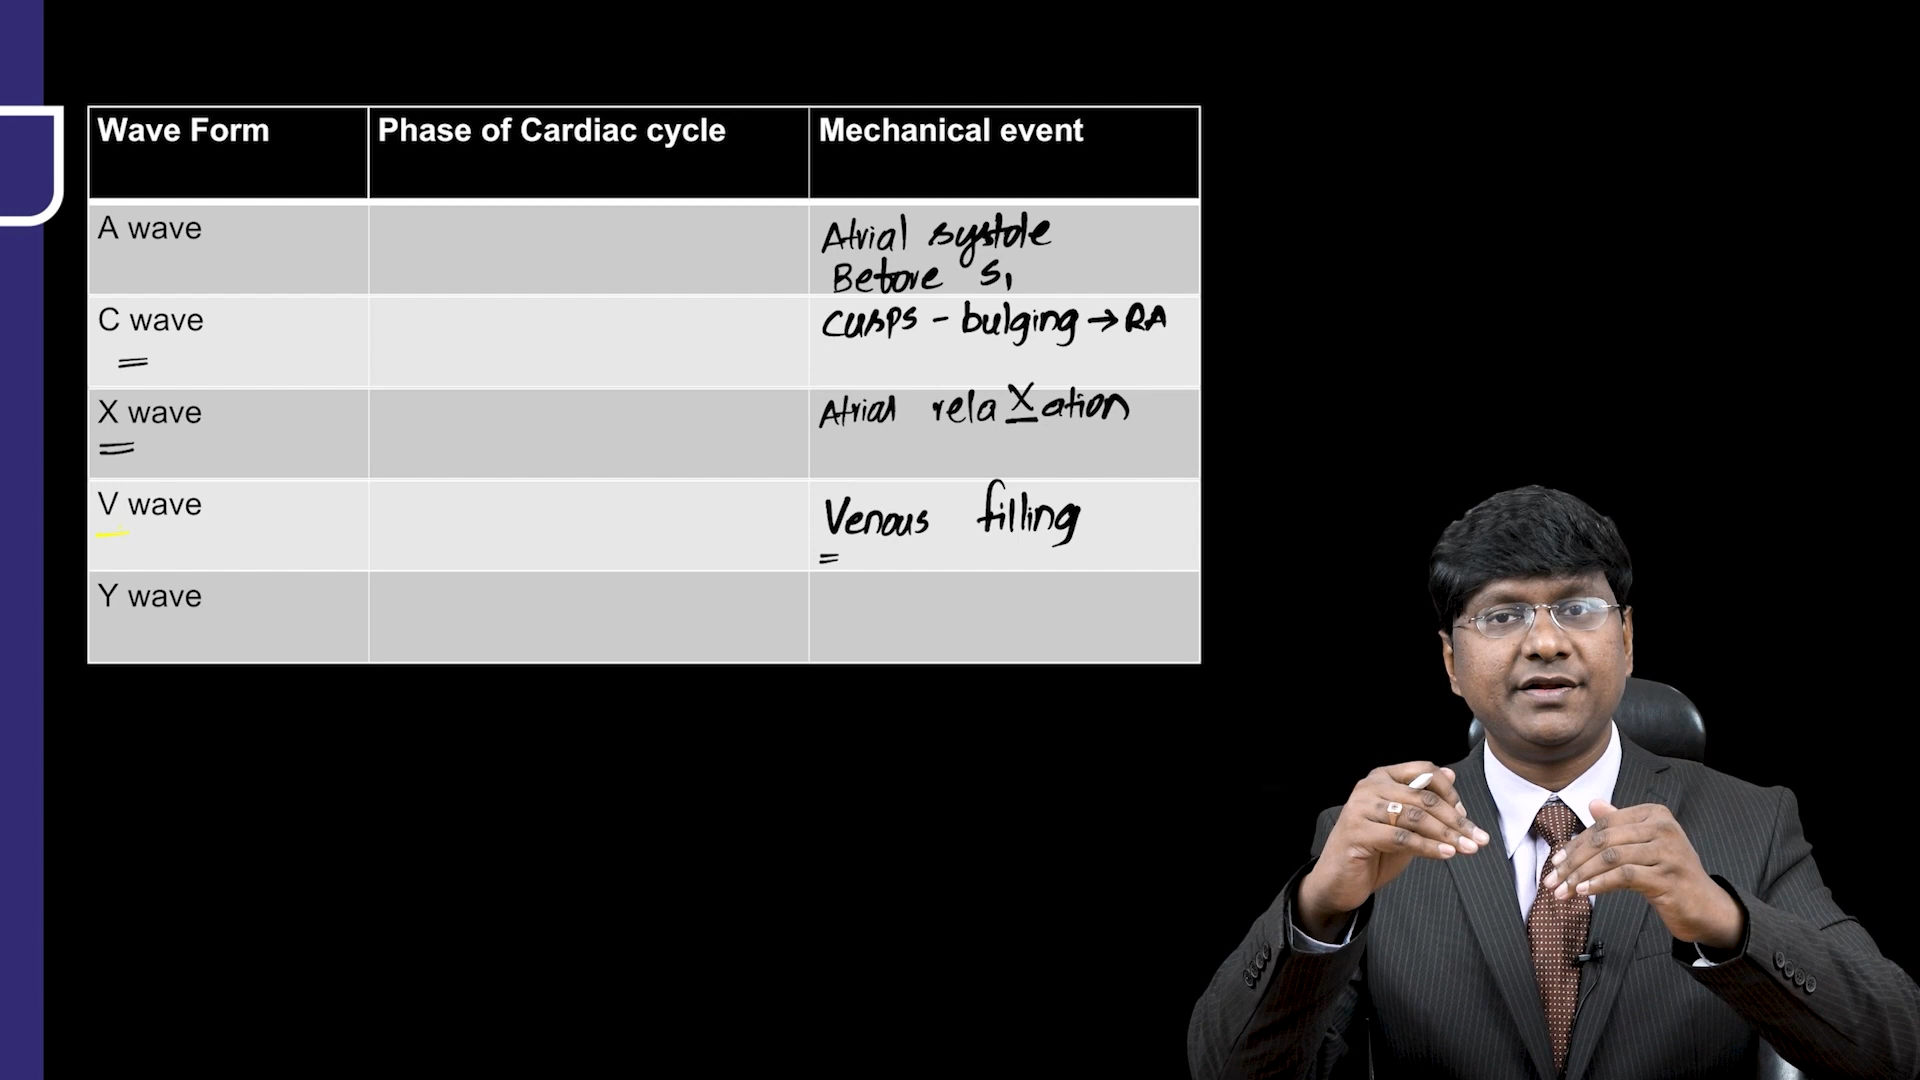 Wave Form Phase of Cardiac cycle Mechanical event
A wave Atrial systole
Before S₁
C wave cusps - bulging → RA
X wave Atrial relaXation
V wave Venous filling
Y wave